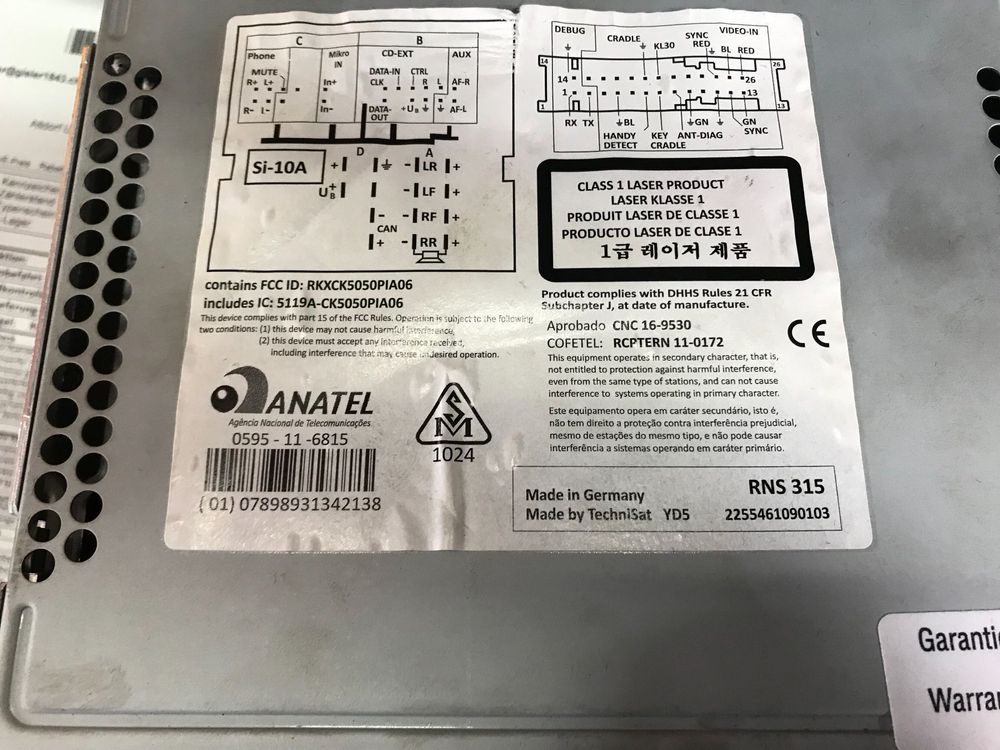 C
B
Phone
Mikro
IN
CD-EXT
AUX
MUTE
DATA-IN
CTRL
R+ L+
In+
CLK
R L
AF-R
R- L-
In-
DATA-
OUT
+UB
AF-L
D
A
Si-10A
+
- LR +
U+B
- LF +
-
- RF +
CAN
+
- RR +
contains FCC ID: RKXCK5050PIA06
includes IC: 5119A-CK5050PIA06
This device complies with part 15 of the FCC Rules. Operation is subject to the following
two conditions: (1) this device may not cause harmful interference,
(2) this device must accept any interference received,
including interference that may cause undesired operation.
ANATEL
Agência Nacional de Telecomunicações
0595 - 11 -6815
(01) 07898931342138
SM
1024
DEBUG
CRADLE
KL30
SYNC
RED
VIDEO-IN
BL RED
14
26
14
26
1
13
1
13
RX TX
BL
GN
GN
SYNC
HANDY
DETECT
KEY
CRADLE
ANT-DIAG
CLASS 1 LASER PRODUCT
LASER KLASSE 1
PRODUIT LASER DE CLASSE 1
PRODUCTO LASER DE CLASE 1
1급 레이저 제품
Product complies with DHHS Rules 21 CFR
Subchapter J, at date of manufacture.
Aprobado CNC 16-9530
COFETEL: RCPTERN 11-0172
CE
This equipment operates in secondary character, that is,
not entitled to protection against harmful interference,
even from the same type of stations, and can not cause
interference to systems operating in primary character.
Este equipamento opera em caráter secundário, isto é,
não tem direito a proteção contra interferência prejudicial,
mesmo de estações do mesmo tipo, e não pode causar
interferência a sistemas operando em caráter primário.
Made in Germany
RNS 315
Made by TechniSat YD5
2255461090103
Garanti
Warra